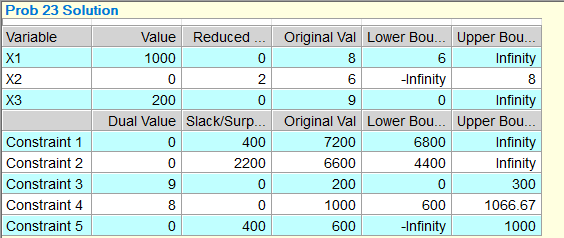 Prob 23 Solution
Variable Value Reduced ... Original Val Lower Bou... Upper Bou...
X1 1000 0 8 6 Infinity
X2 0 2 6 -Infinity 8
X3 200 0 9 0 Infinity
Dual Value Slack/Surp... Original Val Lower Bou... Upper Bou...
Constraint 1 0 400 7200 6800 Infinity
Constraint 2 0 2200 6600 4400 Infinity
Constraint 3 9 0 200 0 300
Constraint 4 8 0 1000 600 1066.67
Constraint 5 0 400 600 -Infinity 1000